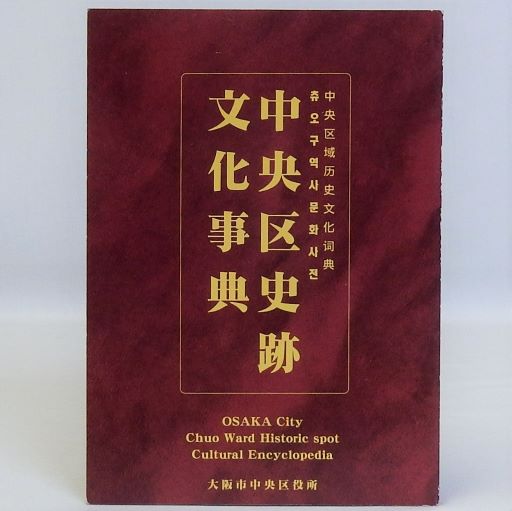 中央区域历史文化词典
츄오구역사문화사전
中央区史跡
文化事典
OSAKA City
Chuo Ward Historic spot
Cultural Encyclopedia
大阪市中央区役所